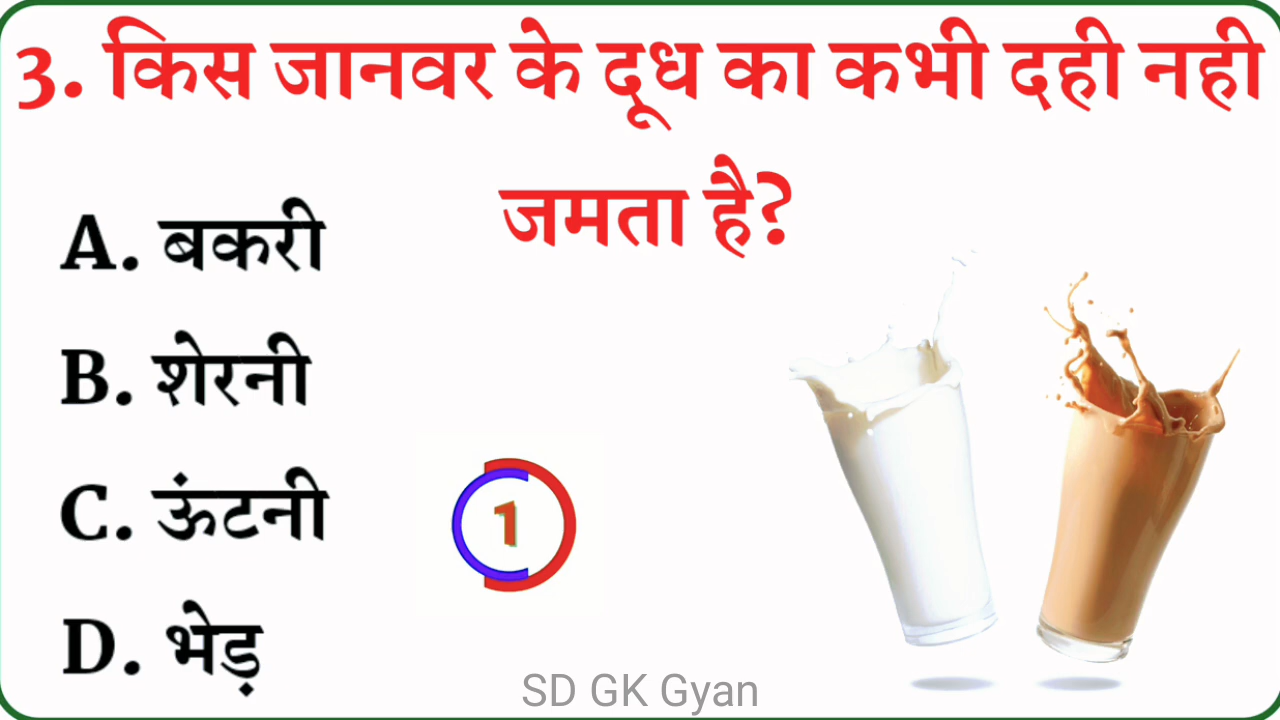 3. किस जानवर के दूध का कभी दही नही
जमता है?
A. बकरी
B. शेरनी
C. ऊंटनी
1
D. भेड़
SD GK Gyan